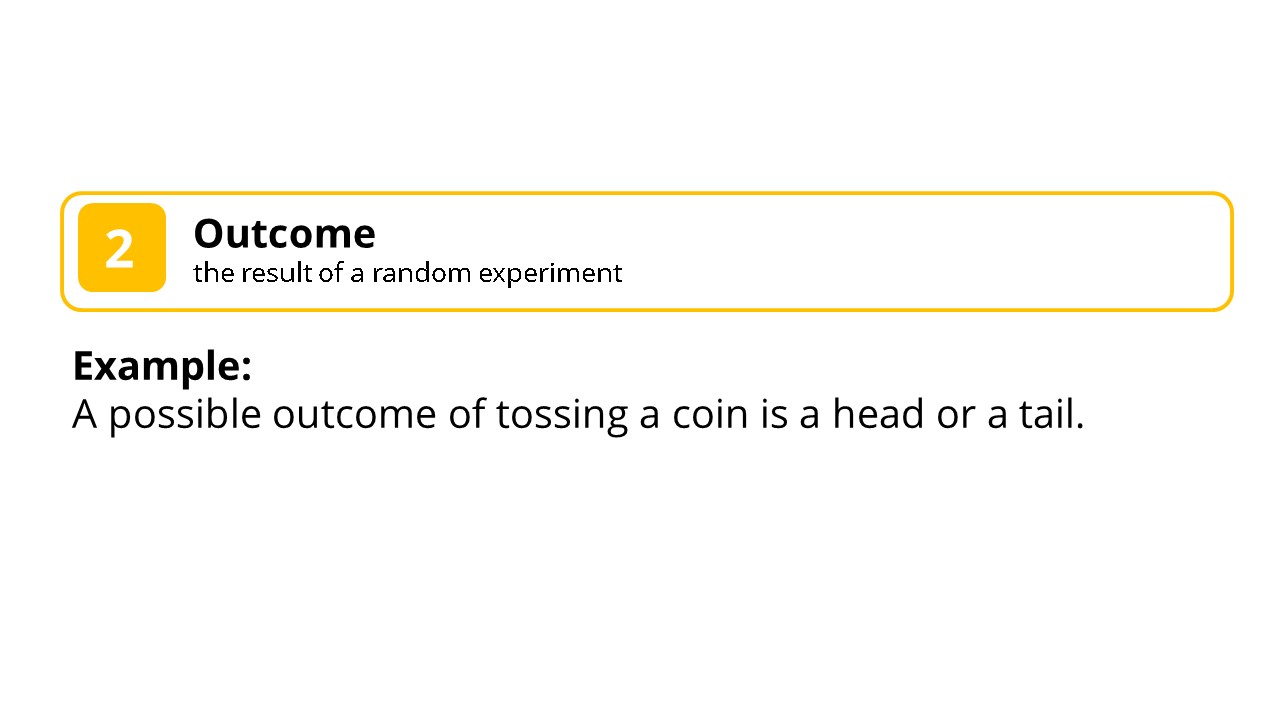 2
Outcome
the result of a random experiment
Example:
A possible outcome of tossing a coin is a head or a tail.